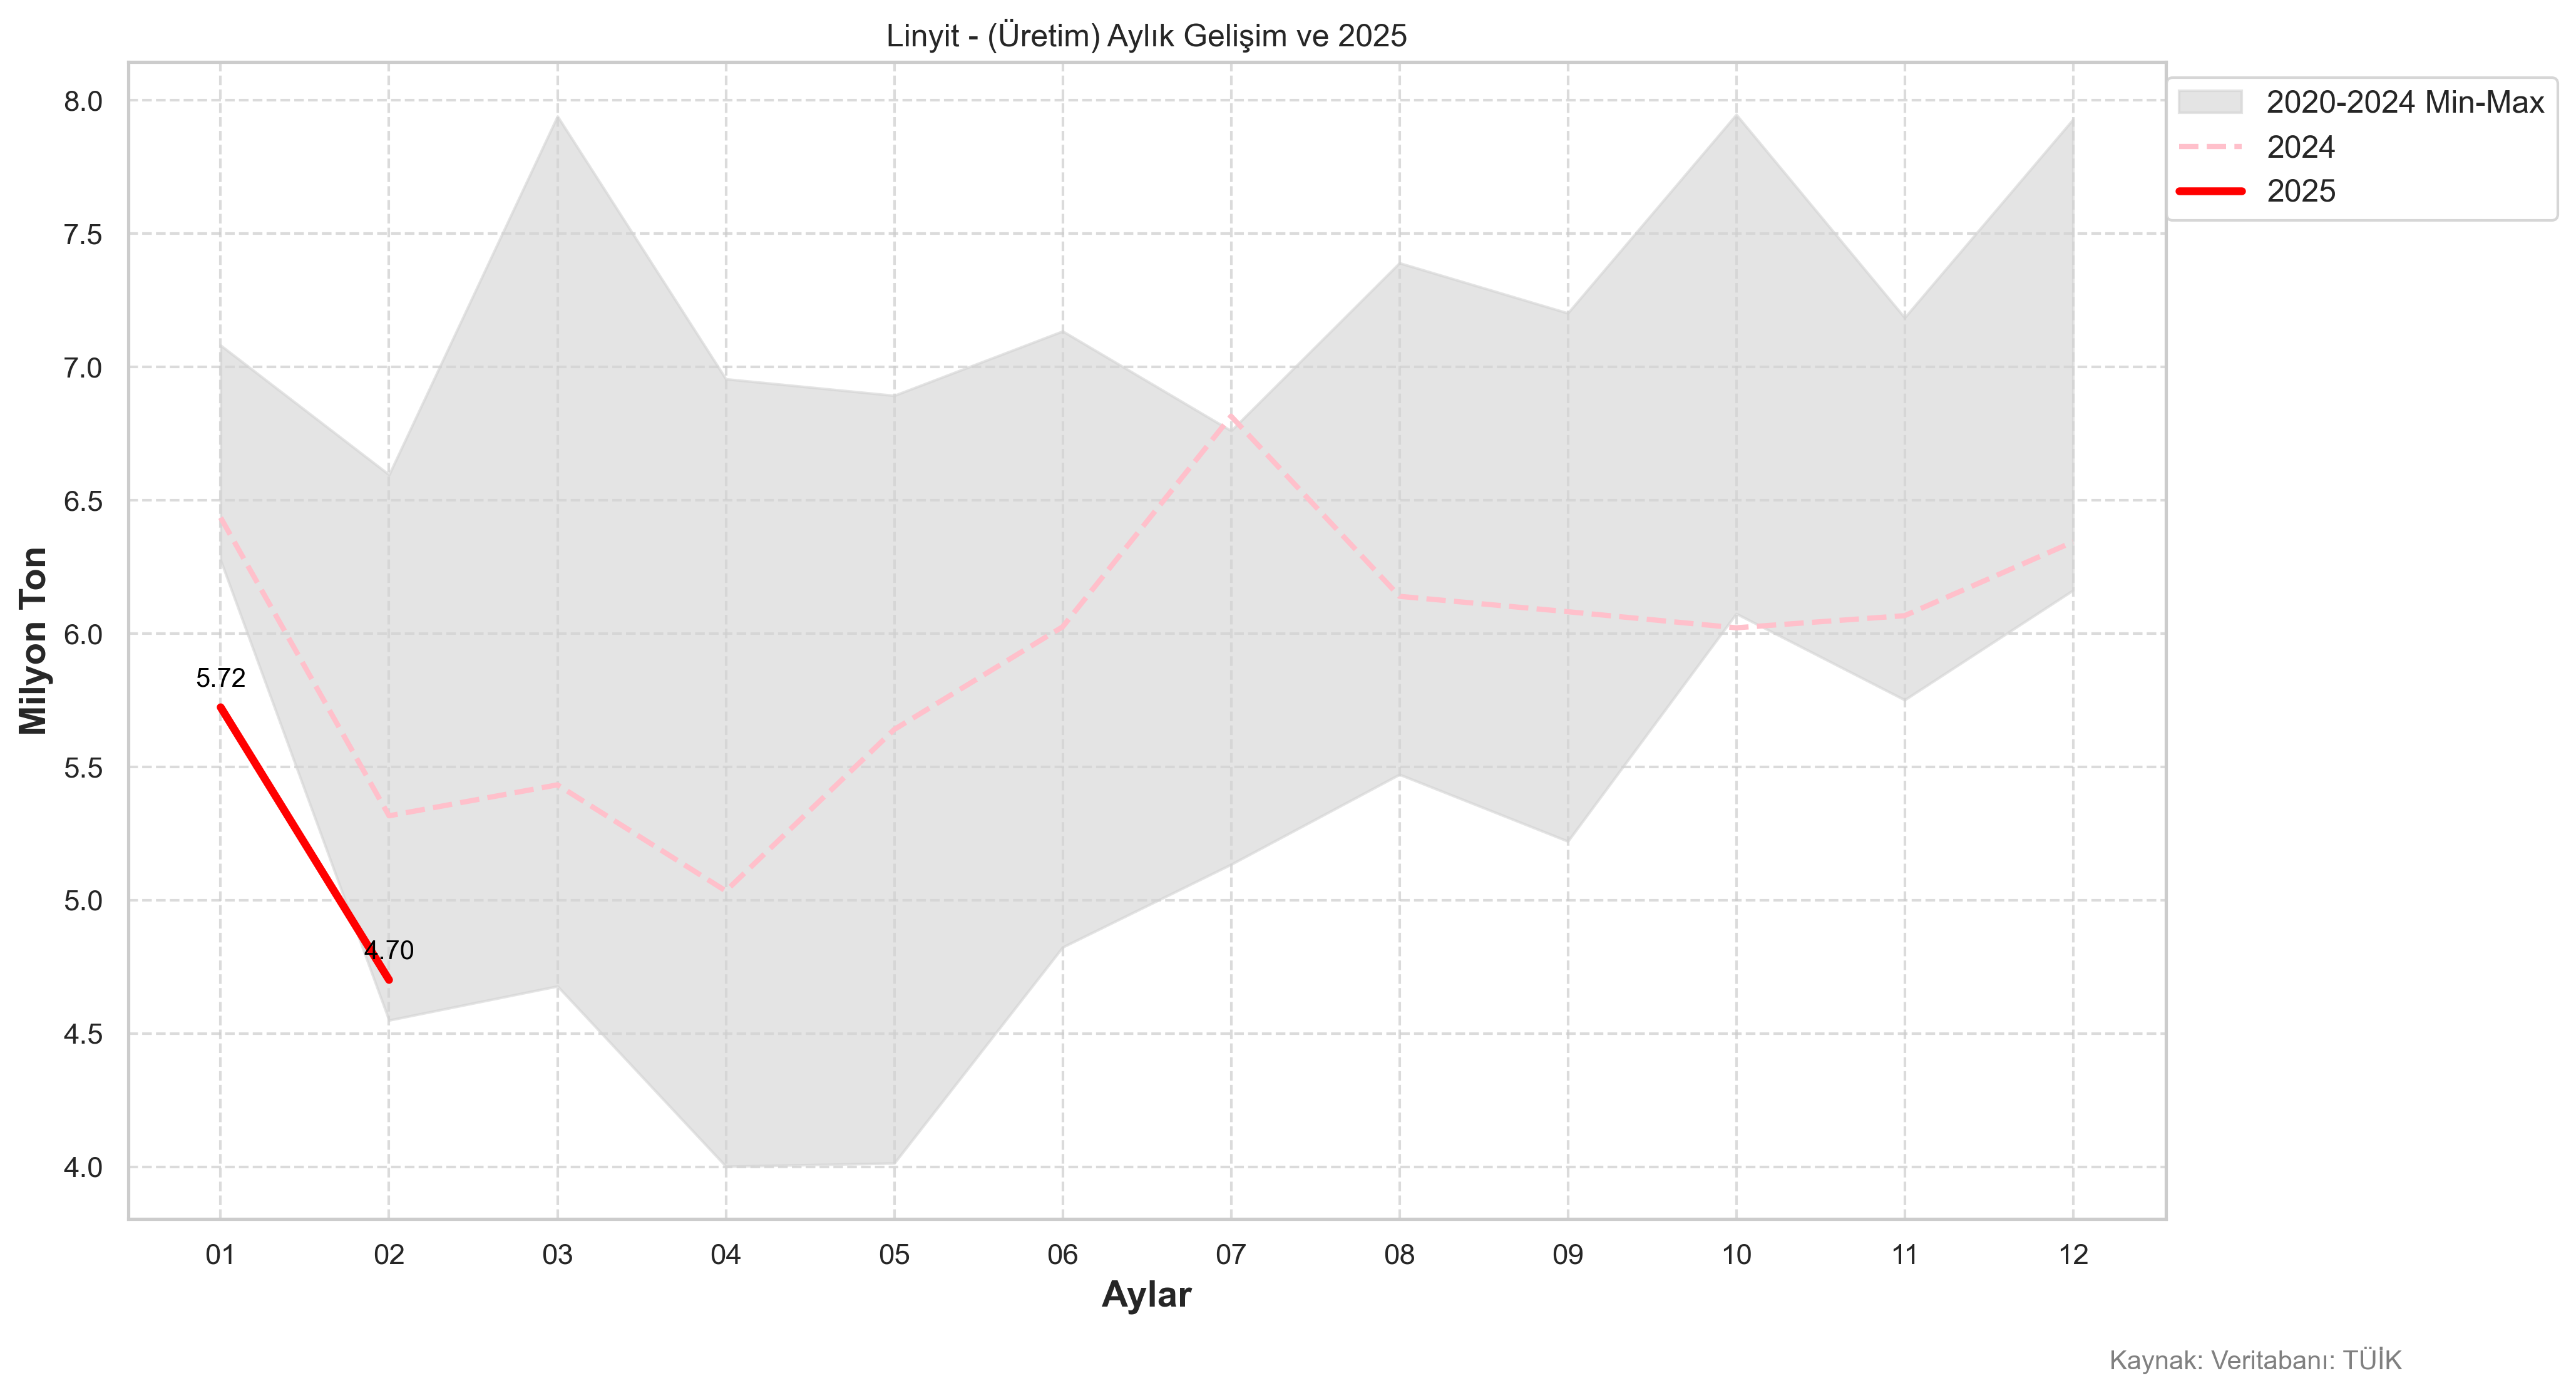 Linyit - (Üretim) Aylık Gelişim ve 2025
2020-2024 Min-Max
2024
2025
Milyon Ton
8.0
7.5
7.0
6.5
6.0
5.5
5.0
4.5
4.0
5.72
4.70
01 02 03 04 05 06 07 08 09 10 11 12
Aylar
Kaynak: Veritabanı: TÜİK